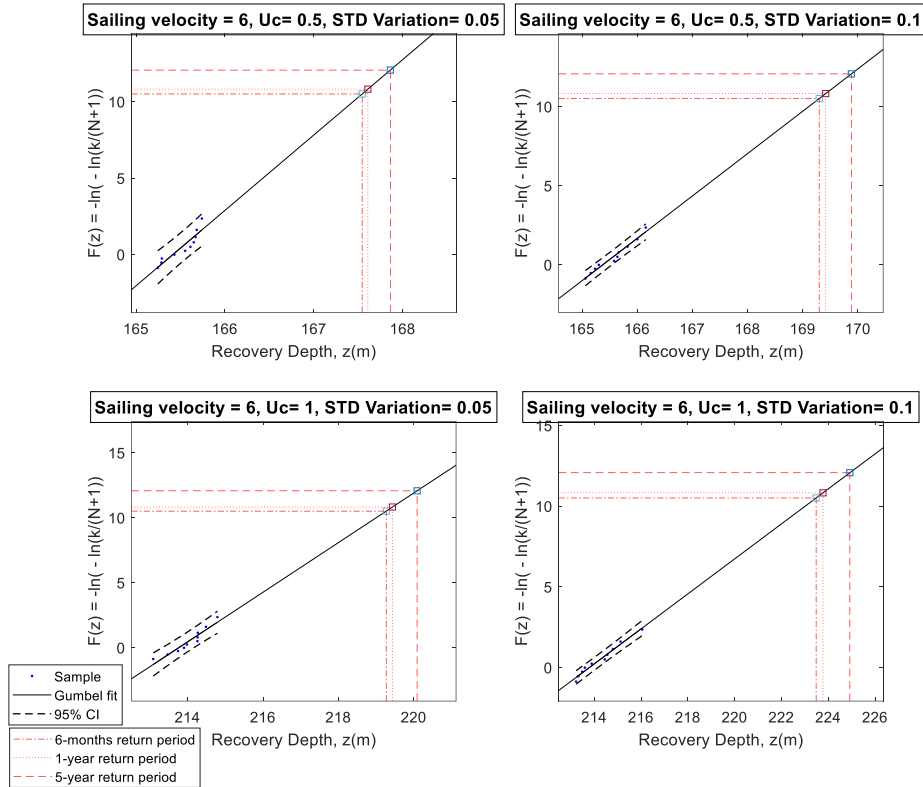 Sailing velocity = 6, Uc= 0.5, STD Variation= 0.05
F(z) = -ln( - ln(k/(N+1))
10
5
0
165 166 167 168
Recovery Depth, z(m)
Sailing velocity = 6, Uc= 0.5, STD Variation= 0.1
F(z) = -ln( - ln(k/(N+1))
10
5
0
165 166 167 168 169 170
Recovery Depth, z(m)
Sailing velocity = 6, Uc= 1, STD Variation= 0.05
F(z) = -ln( - ln(k/(N+1))
15
10
5
0
214 216 218 220
Recovery Depth, z(m)
Sailing velocity = 6, Uc= 1, STD Variation= 0.1
F(z) = -ln( - ln(k/(N+1))
15
10
5
0
214 216 218 220 222 224 226
Recovery Depth, z(m)
Sample
Gumbel fit
95% CI
6-months return period
1-year return period
5-year return period